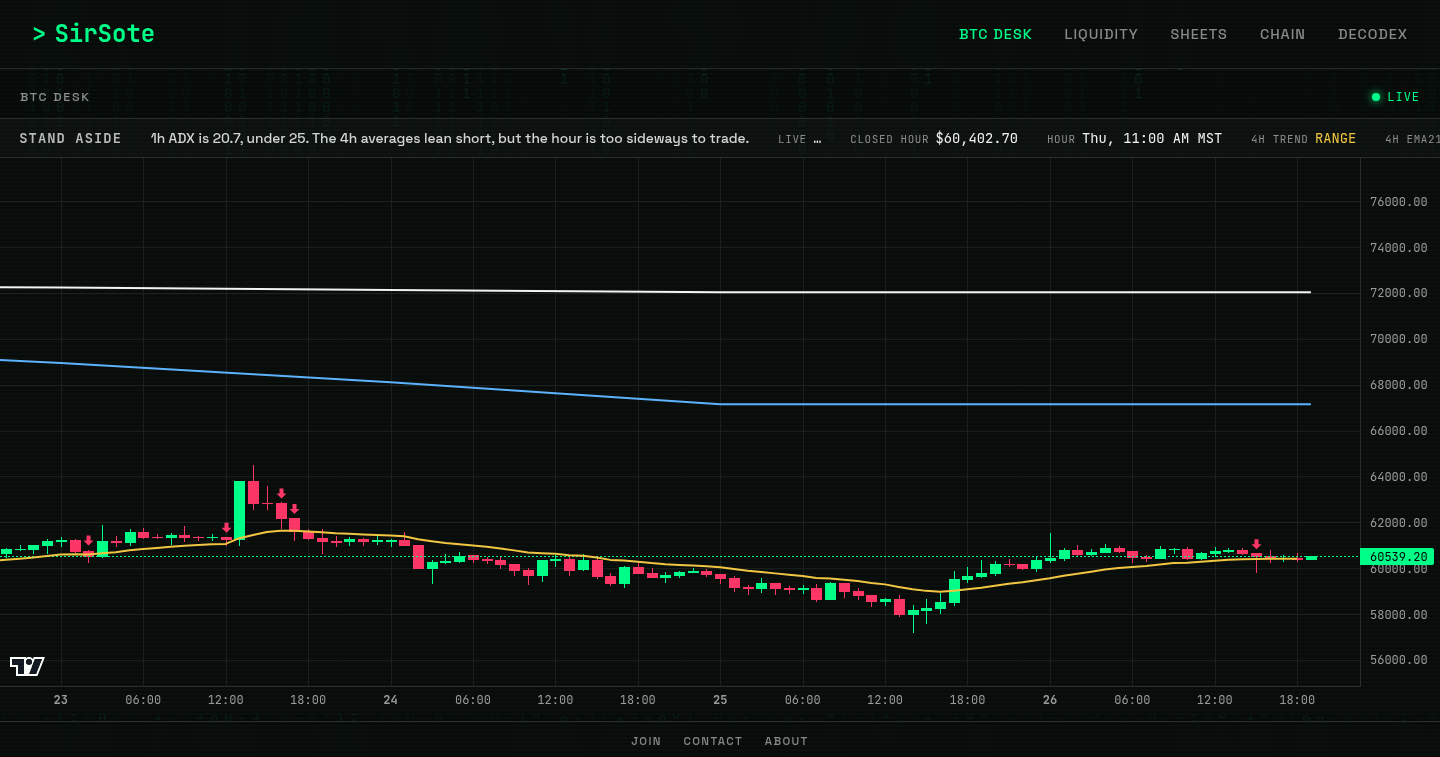 > SirSote
BTC DESK LIQUIDITY SHEETS CHAIN DECODEX
BTC DESK
LIVE
STAND ASIDE 1h ADX is 20.7, under 25. The 4h averages lean short, but the hour is too sideways to trade. LIVE … CLOSED HOUR $60,402.70 HOUR Thu, 11:00 AM MST 4H TREND RANGE 4H EMA21
76000.00
74000.00
72000.00
70000.00
68000.00
66000.00
64000.00
62000.00
60539.20
60000.00
58000.00
56000.00
23 06:00 12:00 18:00 24 06:00 12:00 18:00 25 06:00 12:00 18:00 26 06:00 12:00 18:00
JOIN CONTACT ABOUT